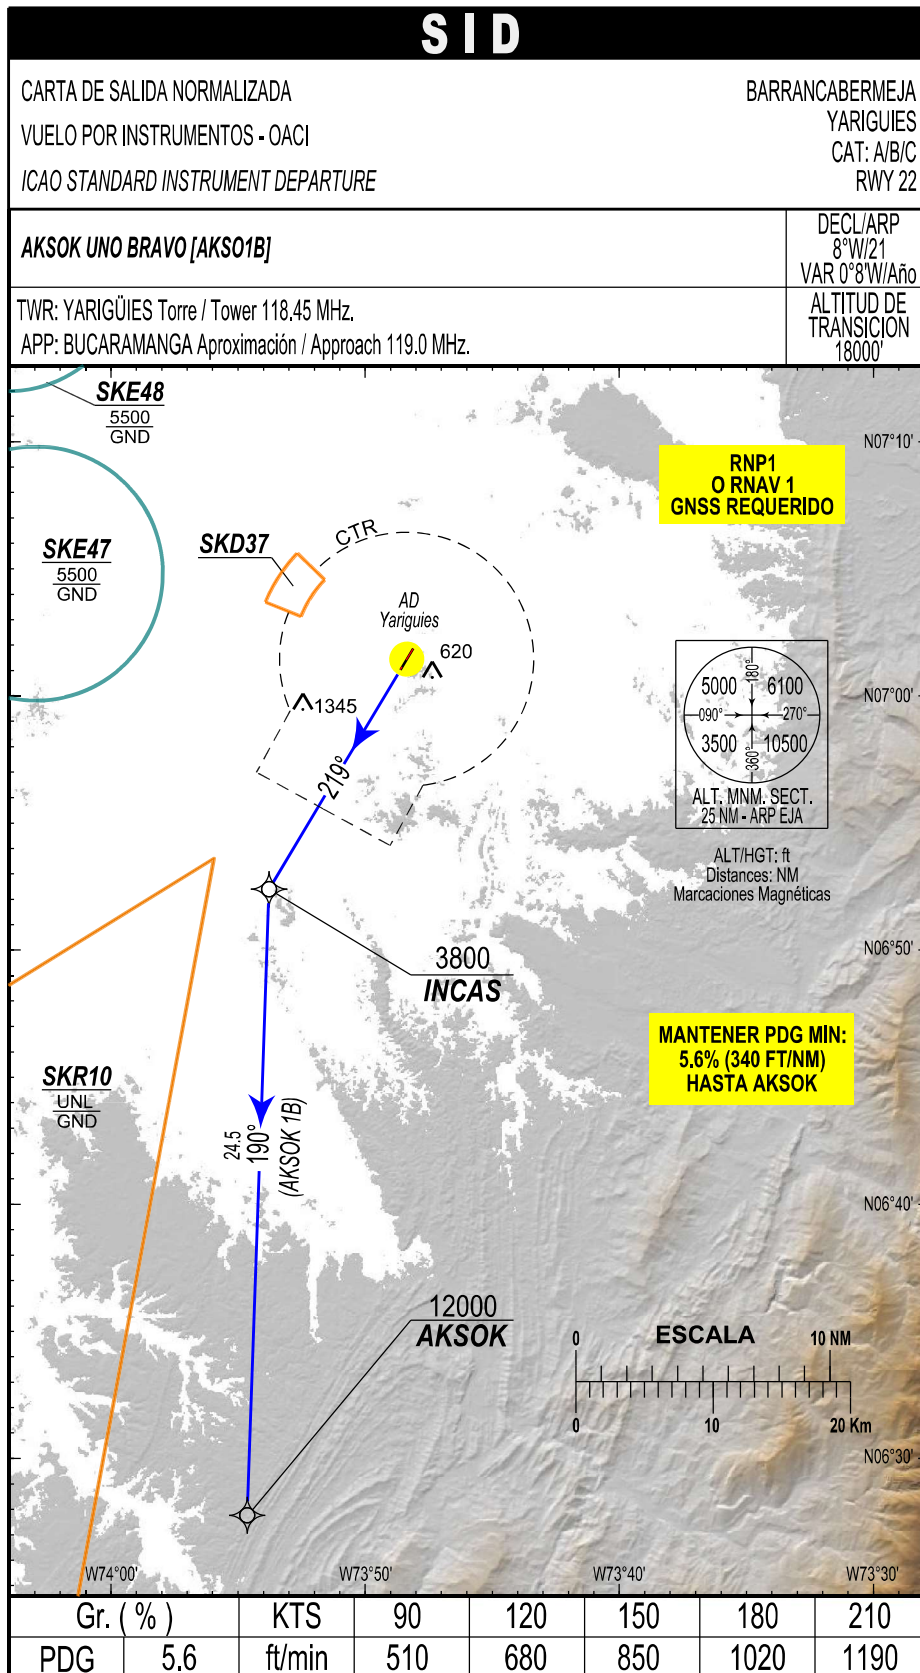 SID
CARTA DE SALIDA NORMALIZADA
VUELO POR INSTRUMENTOS - OACI
ICAO STANDARD INSTRUMENT DEPARTURE
BARRANCABERMEJA
YARIGUIES
CAT: A/B/C
RWY 22
AKSOK UNO BRAVO [AKSO1B]
DECL/ARP
8°W/21
VAR 0°8'W/Año
TWR: YARIGÜIES Torre / Tower 118.45 MHz.
APP: BUCARAMANGA Aproximación / Approach 119.0 MHz.
ALTITUD DE
TRANSICION
18000'
SKE48
5500
GND
N07°10'
RNP1
O RNAV 1
GNSS REQUERIDO
CTR
SKD37
SKE47
5500
GND
AD
Yariguies
620
1345
N07°00'
5000
6100
3500
10500
180°
090°
270°
360°
ALT. MNM. SECT.
25 NM - ARP EJA
ALT/HGT: ft
Distances: NM
Marcaciones Magnéticas
219°
3800
INCAS
N06°50'
MANTENER PDG MIN:
5.6% (340 FT/NM)
HASTA AKSOK
SKR10
UNL
GND
24.5
190°
(AKSOK 1B)
N06°40'
12000
AKSOK
ESCALA
0
10 NM
0
10
20 Km
N06°30'
W74°00'
W73°50'
W73°40'
W73°30'
Gr. ( % ) KTS 90 120 150 180 210
PDG 5.6 ft/min 510 680 850 1020 1190